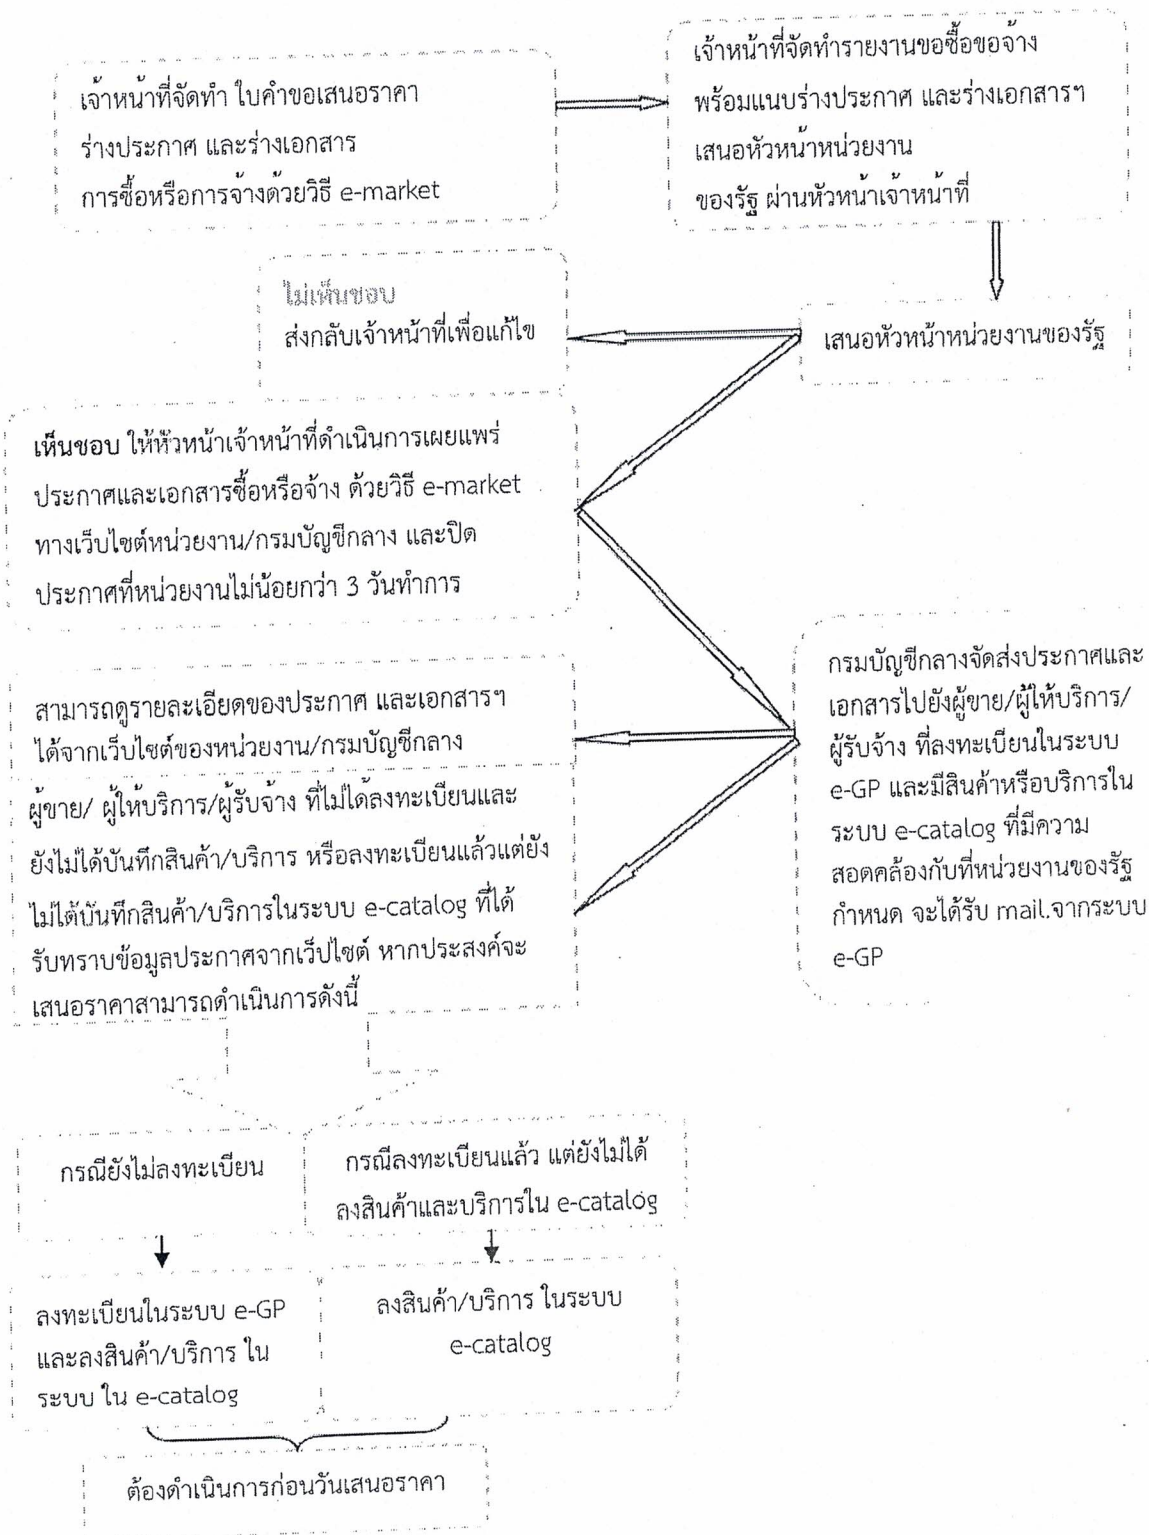 เจ้าหน้าที่จัดทำ ใบคำขอเสนอราคา
ร่างประกาศ และร่างเอกสาร
การซื้อหรือการจ้างด้วยวิธี e-market
เจ้าหน้าที่จัดทำรายงานขอซื้อขอจ้าง
พร้อมแนบร่างประกาศ และร่างเอกสารฯ
เสนอหัวหน้าหน่วยงาน
ของรัฐ ผ่านหัวหน้าเจ้าหน้าที่
เสนอหัวหน้าหน่วยงานของรัฐ
ไม่เห็นชอบ
ส่งกลับเจ้าหน้าที่เพื่อแก้ไข
เห็นชอบ ให้หัวหน้าเจ้าหน้าที่ดำเนินการเผยแพร่
ประกาศและเอกสารซื้อหรือจ้าง ด้วยวิธี e-market
ทางเว็บไซต์หน่วยงาน/กรมบัญชีกลาง และปิด
ประกาศที่หน่วยงานไม่น้อยกว่า 3 วันทำการ
กรมบัญชีกลางจัดส่งประกาศและ
เอกสารไปยังผู้ขาย/ผู้ให้บริการ/
ผู้รับจ้าง ที่ลงทะเบียนในระบบ
e-GP และมีสินค้าหรือบริการใน
ระบบ e-catalog ที่มีความ
สอดคล้องกับที่หน่วยงานของรัฐ
กำหนด จะได้รับ mail.จากระบบ
e-GP
สามารถดูรายละเอียดของประกาศ และเอกสารฯ
ได้จากเว็บไซต์ของหน่วยงาน/กรมบัญชีกลาง
ผู้ขาย/ ผู้ให้บริการ/ผู้รับจ้าง ที่ไม่ได้ลงทะเบียนและ
ยังไม่ได้บันทึกสินค้า/บริการ หรือลงทะเบียนแล้วแต่ยัง
ไม่ได้บันทึกสินค้า/บริการในระบบ e-catalog ที่ได้
รับทราบข้อมูลประกาศจากเว็ปไซต์ หากประสงค์จะ
เสนอราคาสามารถดำเนินการดังนี้
กรณียังไม่ลงทะเบียน
กรณีลงทะเบียนแล้ว แต่ยังไม่ได้
ลงสินค้าและบริการใน e-catalog
ลงทะเบียนในระบบ e-GP
และลงสินค้า/บริการ ใน
ระบบ ใน e-catalog
ลงสินค้า/บริการ ในระบบ
e-catalog
ต้องดำเนินการก่อนวันเสนอราคา